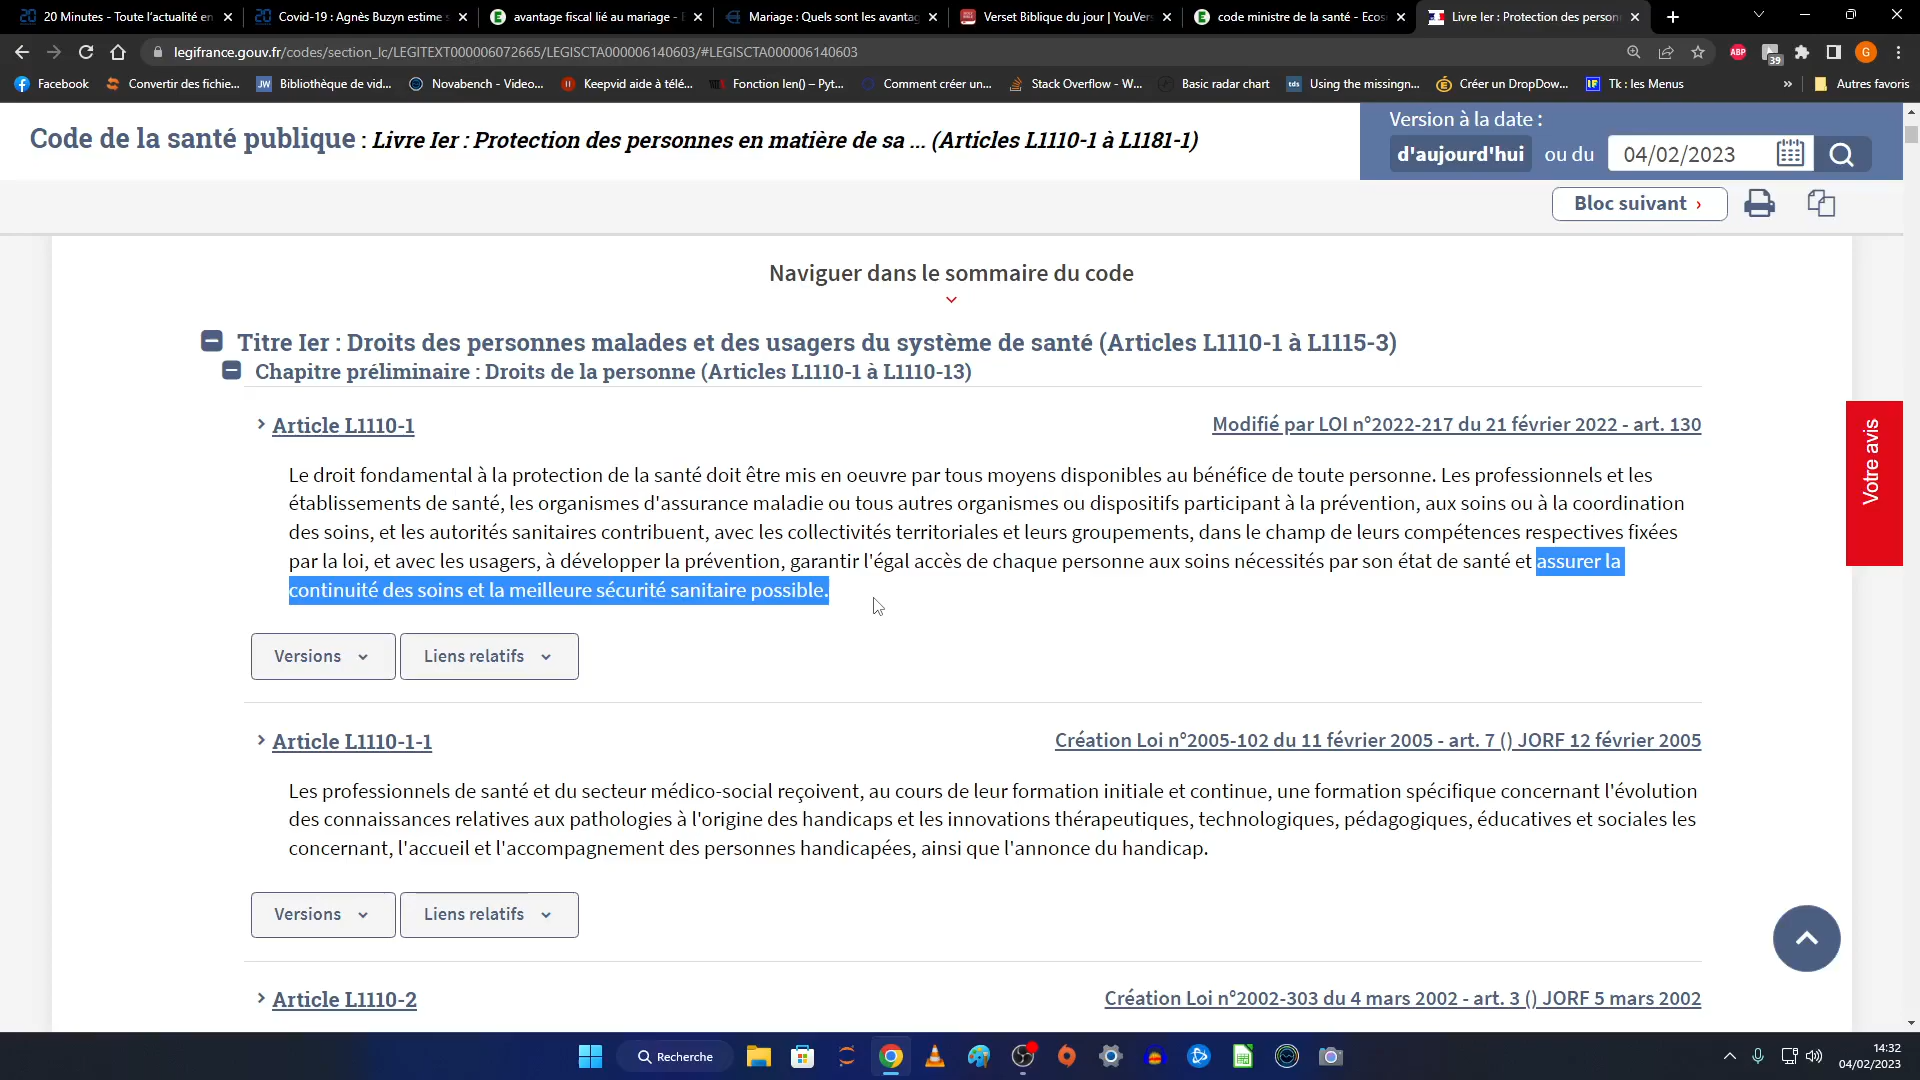 20 Minutes - Toute l'actualité en
Covid-19 : Agnès Buzyn estime
avantage fiscal lié au mariage -
Mariage : Quels sont les avanta
Verset Biblique du jour | YouVer
code ministre de la santé - Ecos
Livre Ier : Protection des person
legifrance.gouv.fr/codes/section_lc/LEGITEXT000006072665/LEGISCTA000006140603/#LEGISCTA000006140603
ABP
39
G
Facebook
Convertir des fichie...
JW
Bibliothèque de vid...
Novabench - Video...
Keepvid aide à télé...
Fonction len() – Pyt...
Comment créer un...
Stack Overflow - W...
Basic radar chart
tds
Using the missingn...
Créer un DropDow...
Tk : les Menus
»
Autres favoris
Code de la santé publique : Livre Ier : Protection des personnes en matière de sa ... (Articles L1110-1 à L1181-1)
Version à la date :
d'aujourd'hui ou du 04/02/2023
Bloc suivant ›
Naviguer dans le sommaire du code
Titre Ier : Droits des personnes malades et des usagers du système de santé (Articles L1110-1 à L1115-3)
Chapitre préliminaire : Droits de la personne (Articles L1110-1 à L1110-13)
Article L1110-1
Modifié par LOI n°2022-217 du 21 février 2022 - art. 130
Le droit fondamental à la protection de la santé doit être mis en oeuvre par tous moyens disponibles au bénéfice de toute personne. Les professionnels et les
établissements de santé, les organismes d'assurance maladie ou tous autres organismes ou dispositifs participant à la prévention, aux soins ou à la coordination
des soins, et les autorités sanitaires contribuent, avec les collectivités territoriales et leurs groupements, dans le champ de leurs compétences respectives fixées
par la loi, et avec les usagers, à développer la prévention, garantir l'égal accès de chaque personne aux soins nécessités par son état de santé et assurer la
continuité des soins et la meilleure sécurité sanitaire possible.
Votre avis
Versions
Liens relatifs
Article L1110-1-1
Création Loi n°2005-102 du 11 février 2005 - art. 7 () JORF 12 février 2005
Les professionnels de santé et du secteur médico-social reçoivent, au cours de leur formation initiale et continue, une formation spécifique concernant l'évolution
des connaissances relatives aux pathologies à l'origine des handicaps et les innovations thérapeutiques, technologiques, pédagogiques, éducatives et sociales les
concernant, l'accueil et l'accompagnement des personnes handicapées, ainsi que l'annonce du handicap.
Versions
Liens relatifs
Article L1110-2
Création Loi n°2002-303 du 4 mars 2002 - art. 3 () JORF 5 mars 2002
Recherche
14:32
04/02/2023